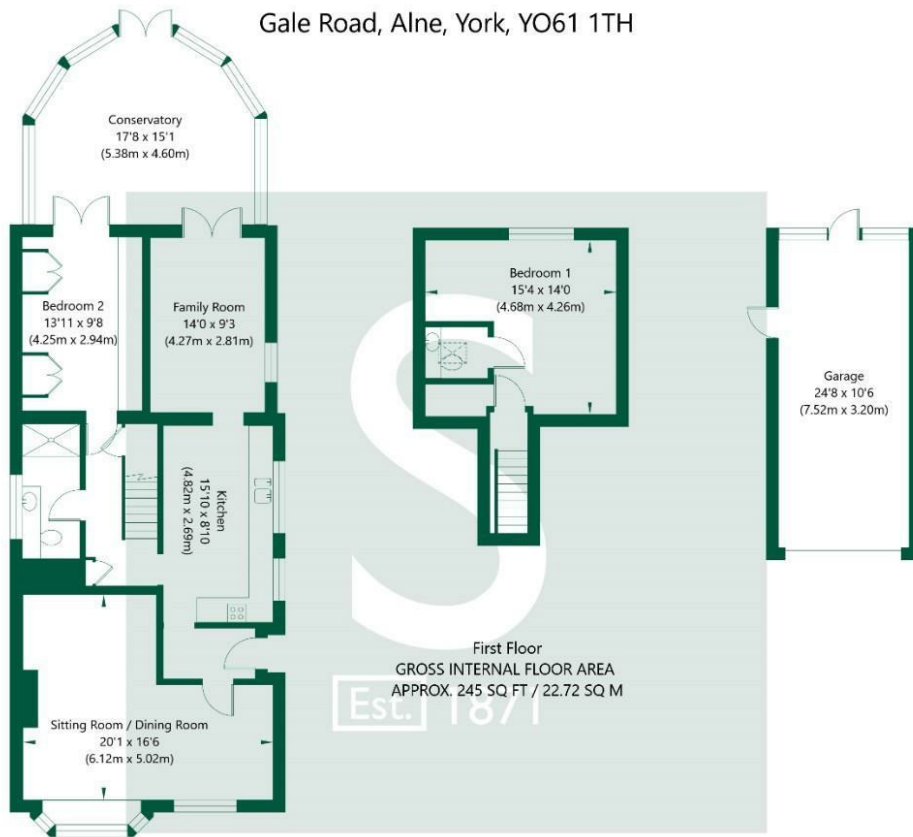 Gale Road, Alne, York, YO61 1TH
Conservatory
17'8 x 15'1
(5.38m x 4.60m)
Bedroom 2
13'11 x 9'8
(4.25m x 2.94m)
Family Room
14'0 x 9'3
(4.27m x 2.81m)
Kitchen
15'10 x 8'10
(4.82m x 2.69m)
Sitting Room / Dining Room
20'1 x 16'6
(6.12m x 5.02m)
Bedroom 1
15'4 x 14'0
(4.68m x 4.26m)
Garage
24'8 x 10'6
(7.52m x 3.20m)
First Floor
GROSS INTERNAL FLOOR AREA
APPROX. 245 SQ FT / 22.72 SQ M
S
Est. 1871